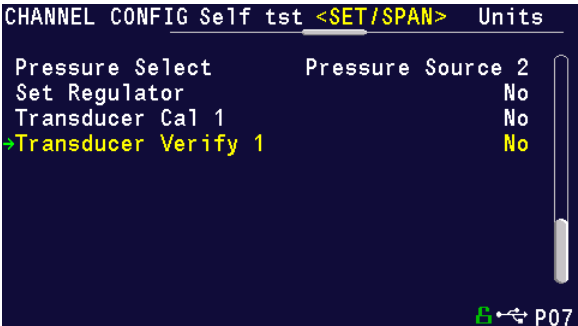 CHANNEL CONFIG Self tst <SET/SPAN> Units
Pressure Select Pressure Source 2
Set Regulator No
Transducer Cal 1 No
→Transducer Verify 1 No
P07